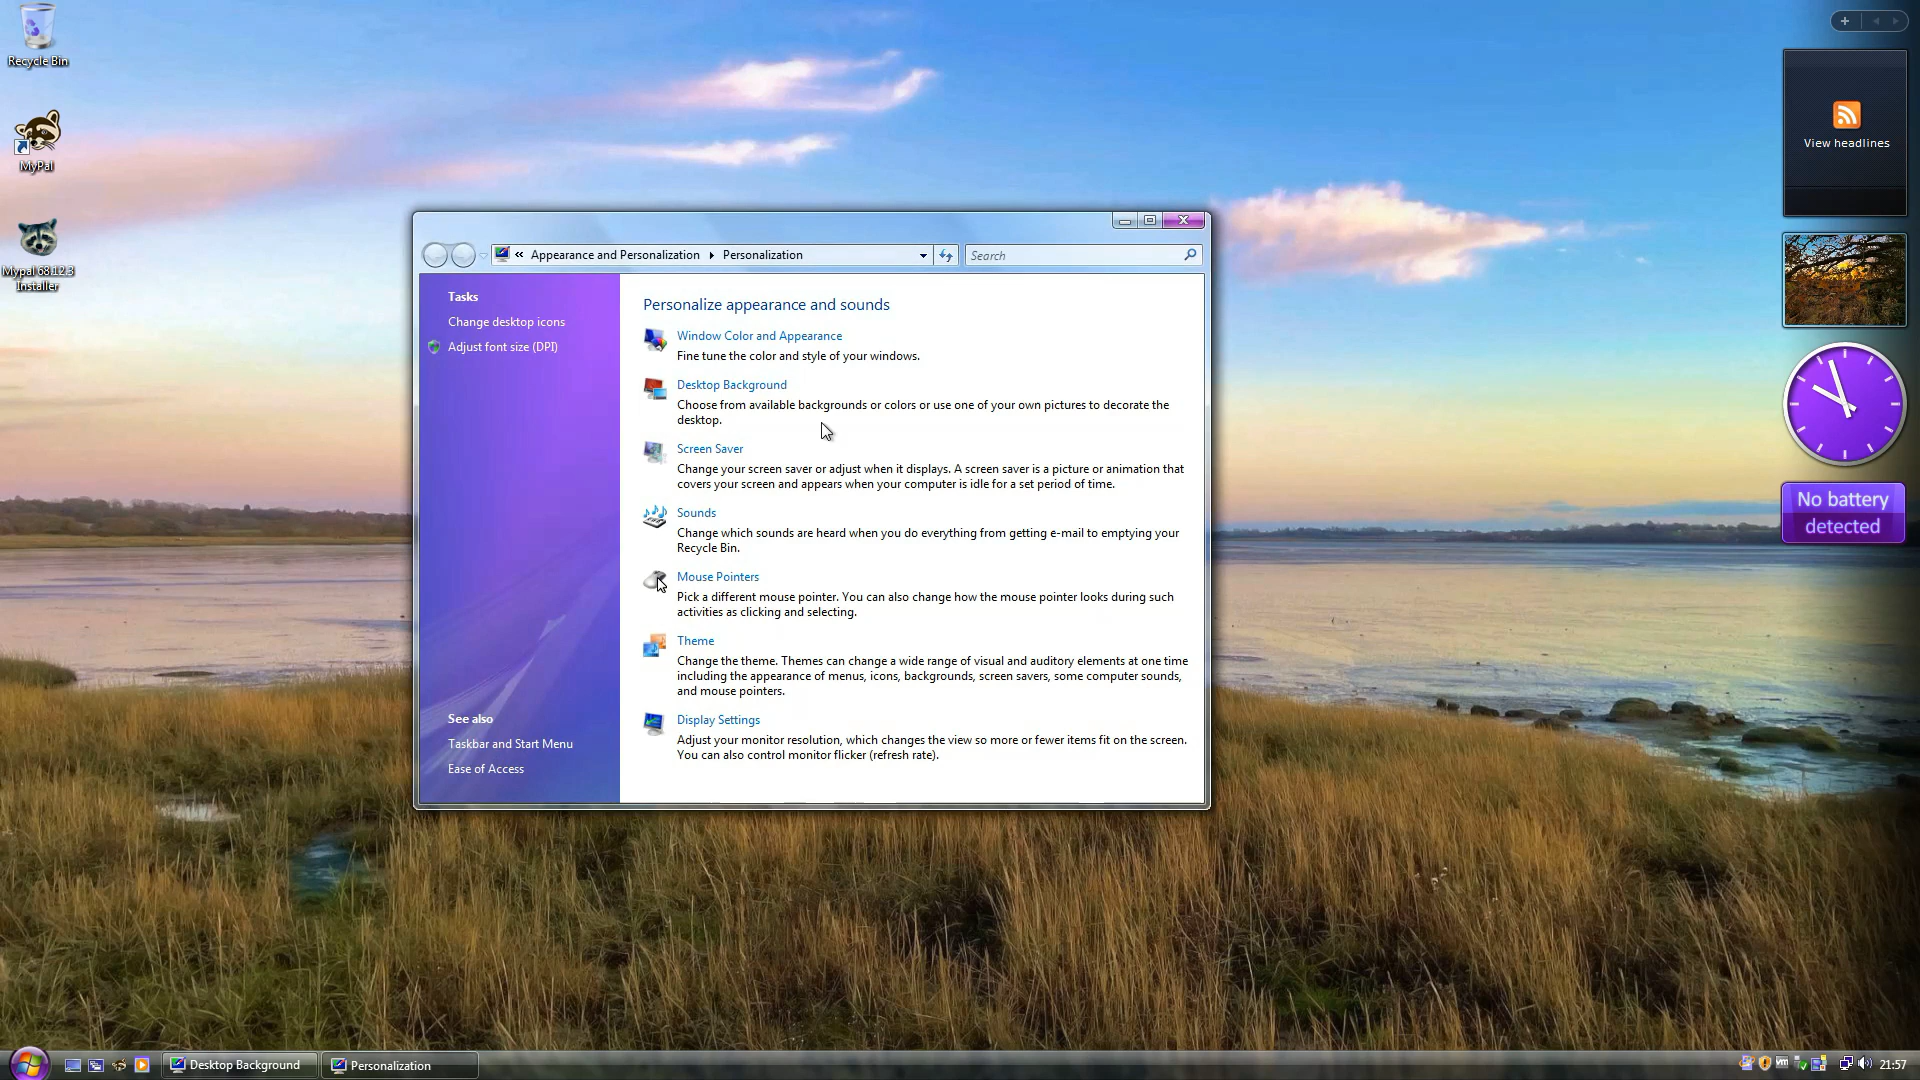 Recycle Bin
MyPal
Mypal 68.12.3
Installer
View headlines
No battery
detected
« Appearance and Personalization Personalization
Search
Tasks
Change desktop icons
Adjust font size (DPI)
See also
Taskbar and Start Menu
Ease of Access
Personalize appearance and sounds
Window Color and Appearance
Fine tune the color and style of your windows.
Desktop Background
Choose from available backgrounds or colors or use one of your own pictures to decorate the
desktop.
Screen Saver
Change your screen saver or adjust when it displays. A screen saver is a picture or animation that
covers your screen and appears when your computer is idle for a set period of time.
Sounds
Change which sounds are heard when you do everything from getting e-mail to emptying your
Recycle Bin.
Mouse Pointers
Pick a different mouse pointer. You can also change how the mouse pointer looks during such
activities as clicking and selecting.
Theme
Change the theme. Themes can change a wide range of visual and auditory elements at one time
including the appearance of menus, icons, backgrounds, screen savers, some computer sounds,
and mouse pointers.
Display Settings
Adjust your monitor resolution, which changes the view so more or fewer items fit on the screen.
You can also control monitor flicker (refresh rate).
Desktop Background
Personalization
vm
21:57